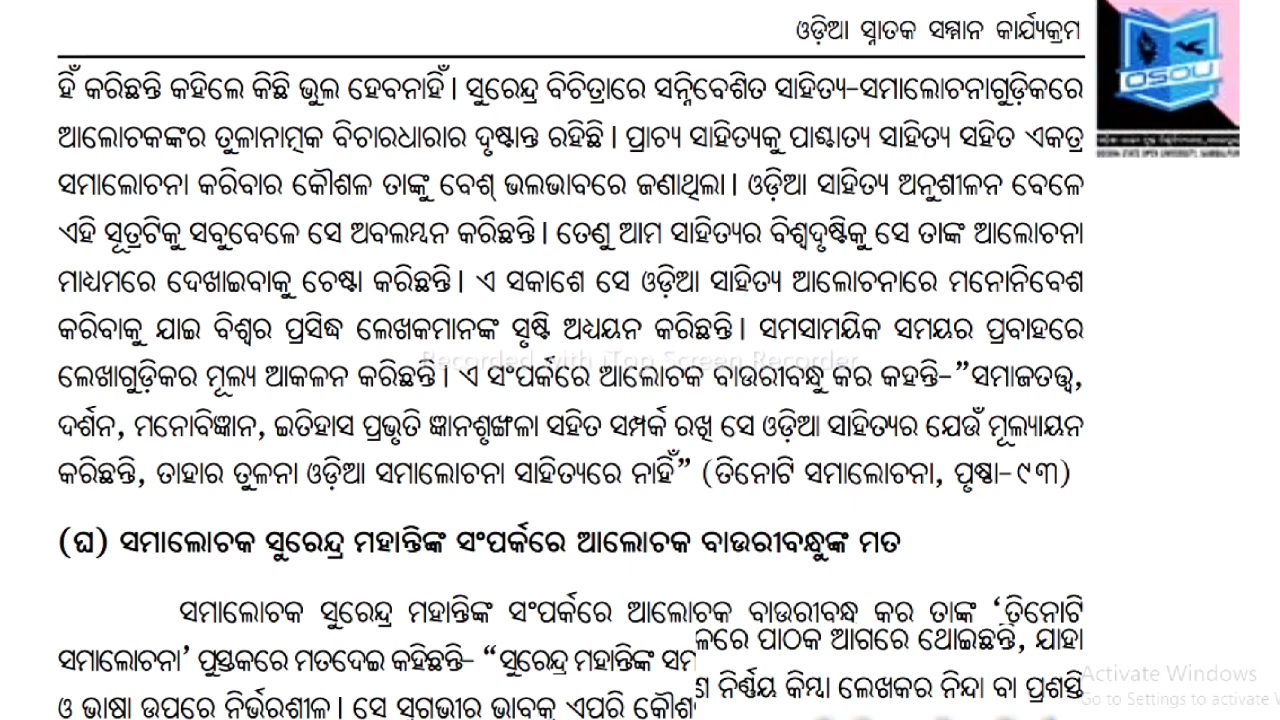 ଓଡ଼ିଆ ସ୍ନାତକ ସମ୍ମାନ କାର୍ଯ୍ୟକ୍ରମ
OSOU
ହିଁ କରିଛନ୍ତି କହିଲେ କିଛି ଭୁଲ ହେବନାହିଁ। ସୁରେନ୍ଦ୍ର ବିଚିତ୍ରାରେ ସନ୍ନିବେଶିତ ସାହିତ୍ୟ-ସମାଲୋଚନାଗୁଡ଼ିକରେ
ଆଲୋଚକଙ୍କର ତୁଳାନାତ୍ମକ ବିଚାରଧାରାର ଦୃଷ୍ଟାନ୍ତ ରହିଛି। ପ୍ରାଚ୍ୟ ସାହିତ୍ୟକୁ ପାଶ୍ଚାତ୍ୟ ସାହିତ୍ୟ ସହିତ ଏକତ୍ର
ସମାଲୋଚନା କରିବାର କୌଶଳ ତାଙ୍କୁ ବେଶ୍ ଭଲଭାବରେ ଜଣାଥିଲା। ଓଡ଼ିଆ ସାହିତ୍ୟ ଅନୁଶୀଳନ ବେଳେ
ଏହି ସୂତ୍ରଟିକୁ ସବୁବେଳେ ସେ ଅବଲମ୍ବନ କରିଛନ୍ତି। ତେଣୁ ଆମ ସାହିତ୍ୟର ବିଶ୍ୱଦୃଷ୍ଟିକୁ ସେ ତାଙ୍କ ଆଲୋଚନା
ମାଧ୍ୟମରେ ଦେଖାଇବାକୁ ଚେଷ୍ଟା କରିଛନ୍ତି। ଏ ସକାଶେ ସେ ଓଡ଼ିଆ ସାହିତ୍ୟ ଆଲୋଚନାରେ ମନୋନିବେଶ
କରିବାକୁ ଯାଇ ବିଶ୍ୱର ପ୍ରସିଦ୍ଧ ଲେଖକମାନଙ୍କ ସୃଷ୍ଟି ଅଧ୍ୟୟନ କରିଛନ୍ତି। ସମସାମୟିକ ସମୟର ପ୍ରବାହରେ
Recorded with iTop Screen Recorder
ଲେଖାଗୁଡ଼ିକର ମୂଲ୍ୟ ଆକଳନ କରିଛନ୍ତି। ଏ ସଂପର୍କରେ ଆଲୋଚକ ବାଉରୀବନ୍ଧୁ କର କହନ୍ତି-”ସମାଜତତ୍ତ୍ୱ,
ଦର୍ଶନ, ମନୋବିଜ୍ଞାନ, ଇତିହାସ ପ୍ରଭୃତି ଜ୍ଞାନଶୃଙ୍ଖଳା ସହିତ ସମ୍ପର୍କ ରଖି ସେ ଓଡ଼ିଆ ସାହିତ୍ୟର ଯେଉଁ ମୂଲ୍ୟାୟନ
କରିଛନ୍ତି, ତାହାର ତୁଳନା ଓଡ଼ିଆ ସମାଲୋଚନା ସାହିତ୍ୟରେ ନାହିଁ” (ତିନୋଟି ସମାଲୋଚନା, ପୃଷ୍ଠା-୯୩)
(ଘ) ସମାଲୋଚକ ସୁରେନ୍ଦ୍ର ମହାନ୍ତିଙ୍କ ସଂପର୍କରେ ଆଲୋଚକ ବାଉରୀବନ୍ଧୁଙ୍କ ମତ
ସମାଲୋଚକ ସୁରେନ୍ଦ୍ର ମହାନ୍ତିଙ୍କ ସଂପର୍କରେ ଆଲୋଚକ ବାଉରୀବନ୍ଧୁ କର ତାଙ୍କ ‘ତିନୋଟି
ଳରେ ପାଠକ ଆଗରେ ଥୋଇଛନ୍ତି, ଯାହା
ସମାଲୋଚନା’ ପୁସ୍ତକରେ ମତଦେଇ କହିଛନ୍ତି- “ସୁରେନ୍ଦ୍ର ମହାନ୍ତିଙ୍କ ସମ
ନିର୍ଣ୍ଣୟ କିମ୍ବା ଲେଖକର ନିନ୍ଦା ବା ପ୍ରଶସ୍ତି
ଓ ଭାଷା ଉପରେ ନିର୍ଭରଶୀଳ। ସେ ସୁଗଭୀର ଭାବକୁ ଏପରି କୌଶ
Activate Windows
Go to Settings to activate W